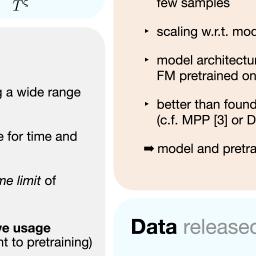 T^ς
g a wide range
e for time and
me limit of
ve usage
nt to pretraining)
few samples
‣ scaling w.r.t. mod
‣ model architectur
FM pretrained on
‣ better than found
(c.f. MPP [3] or D
➡ model and pretra
Data released